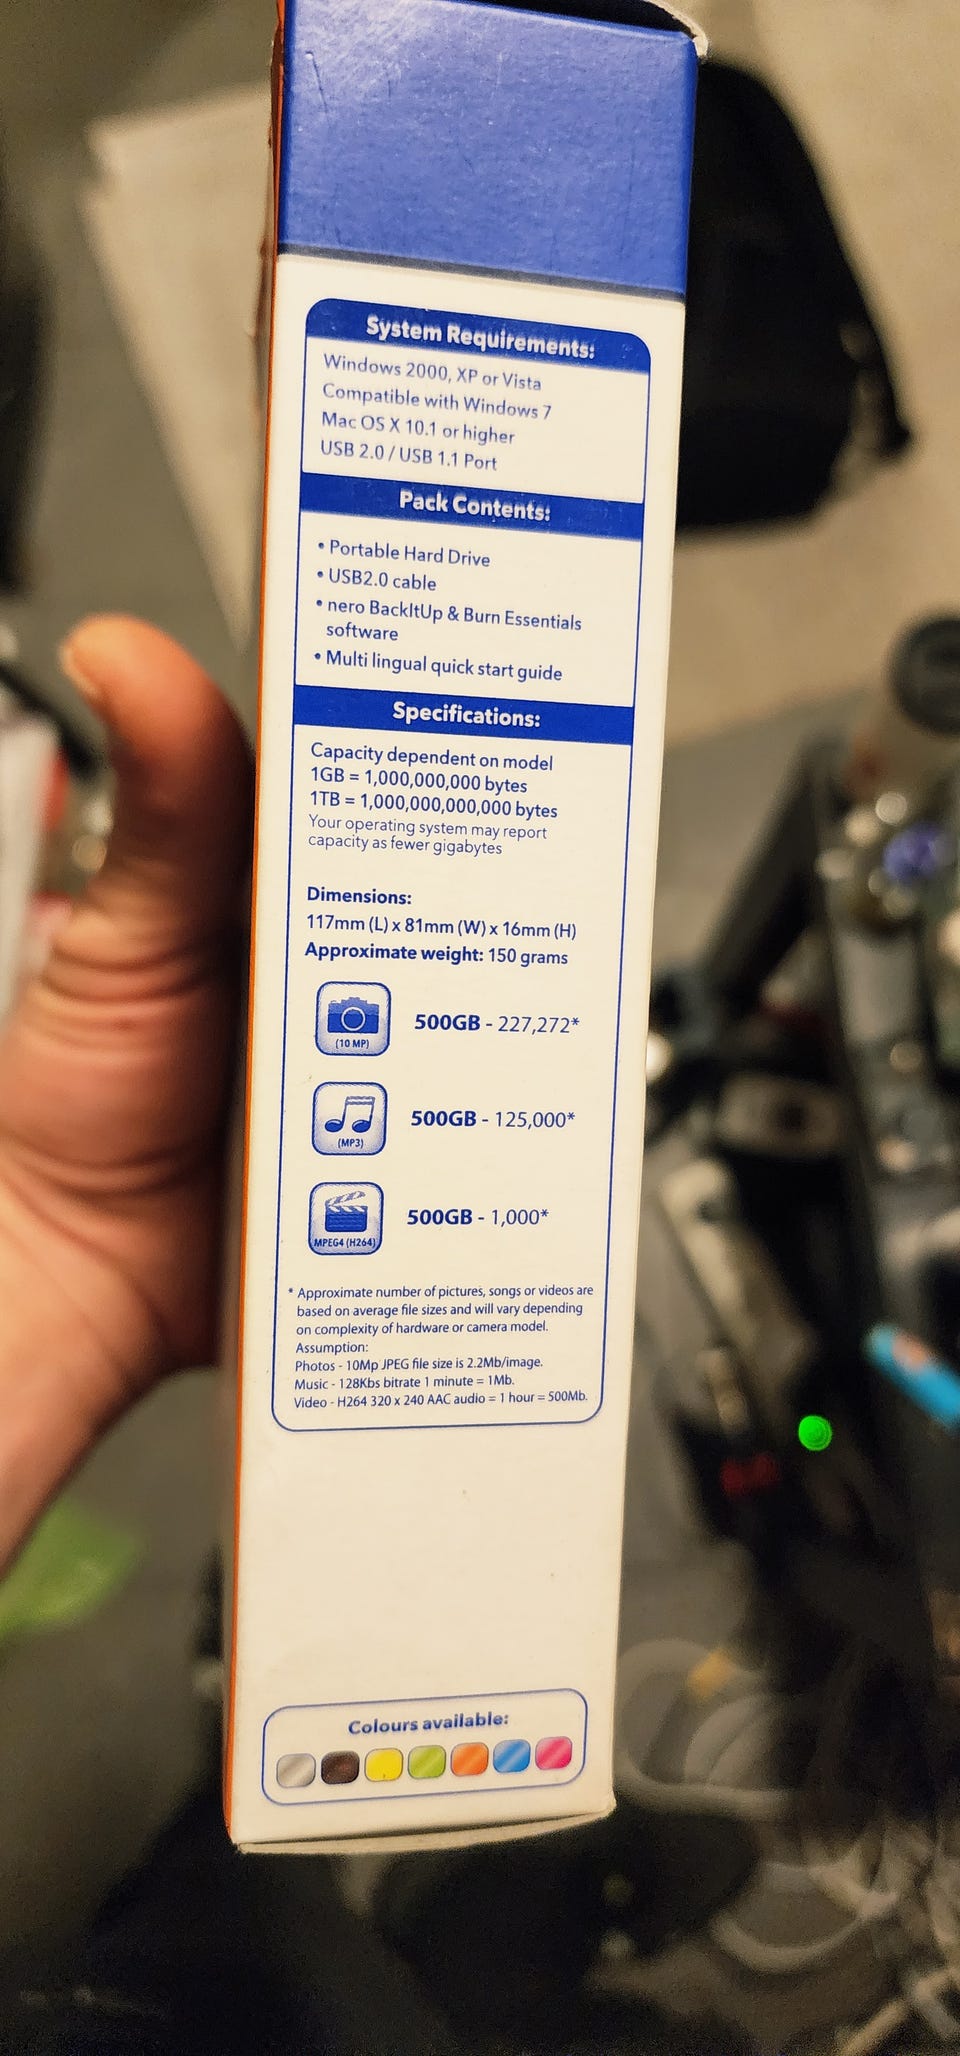 System Requirements:
Windows 2000, XP or Vista
Compatible with Windows 7
Mac OS X 10.1 or higher
USB 2.0 / USB 1.1 Port
Pack Contents:
• Portable Hard Drive
• USB2.0 cable
• nero BackItUp & Burn Essentials
software
• Multi lingual quick start guide
Specifications:
Capacity dependent on model
1GB = 1,000,000,000 bytes
1TB = 1,000,000,000,000 bytes
Your operating system may report
capacity as fewer gigabytes
Dimensions:
117mm (L) x 81mm (W) x 16mm (H)
Approximate weight: 150 grams
(10 MP) 500GB - 227,272*
(MP3) 500GB - 125,000*
MPEG4 (H264) 500GB - 1,000*
* Approximate number of pictures, songs or videos are
based on average file sizes and will vary depending
on complexity of hardware or camera model.
Assumption:
Photos - 10Mp JPEG file size is 2.2Mb/image.
Music - 128Kbs bitrate 1 minute = 1Mb.
Video - H264 320 x 240 AAC audio = 1 hour = 500Mb.
Colours available: